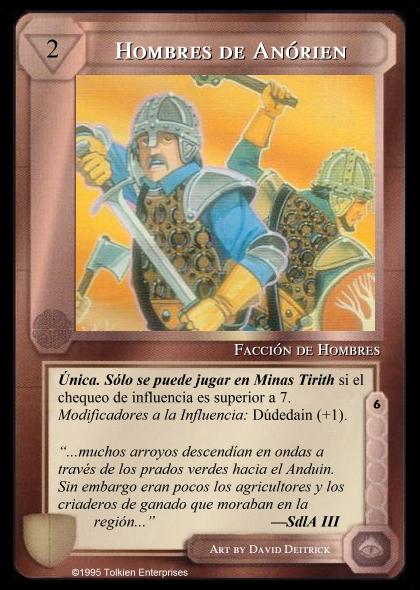 2
HOMBRES DE ANÓRIEN
FACCIÓN DE HOMBRES
Única. Sólo se puede jugar en Minas Tirith si el
chequeo de influencia es superior a 7.
Modificadores a la Influencia: Dúdedain (+1).
6
“...muchos arroyos descendían en ondas a
través de los prados verdes hacia el Anduin.
Sin embargo eran pocos los agricultores y los
criaderos de ganado que moraban en la
región...” —SdlA III
ART BY DAVID DEITRICK
©1995 Tolkien Enterprises